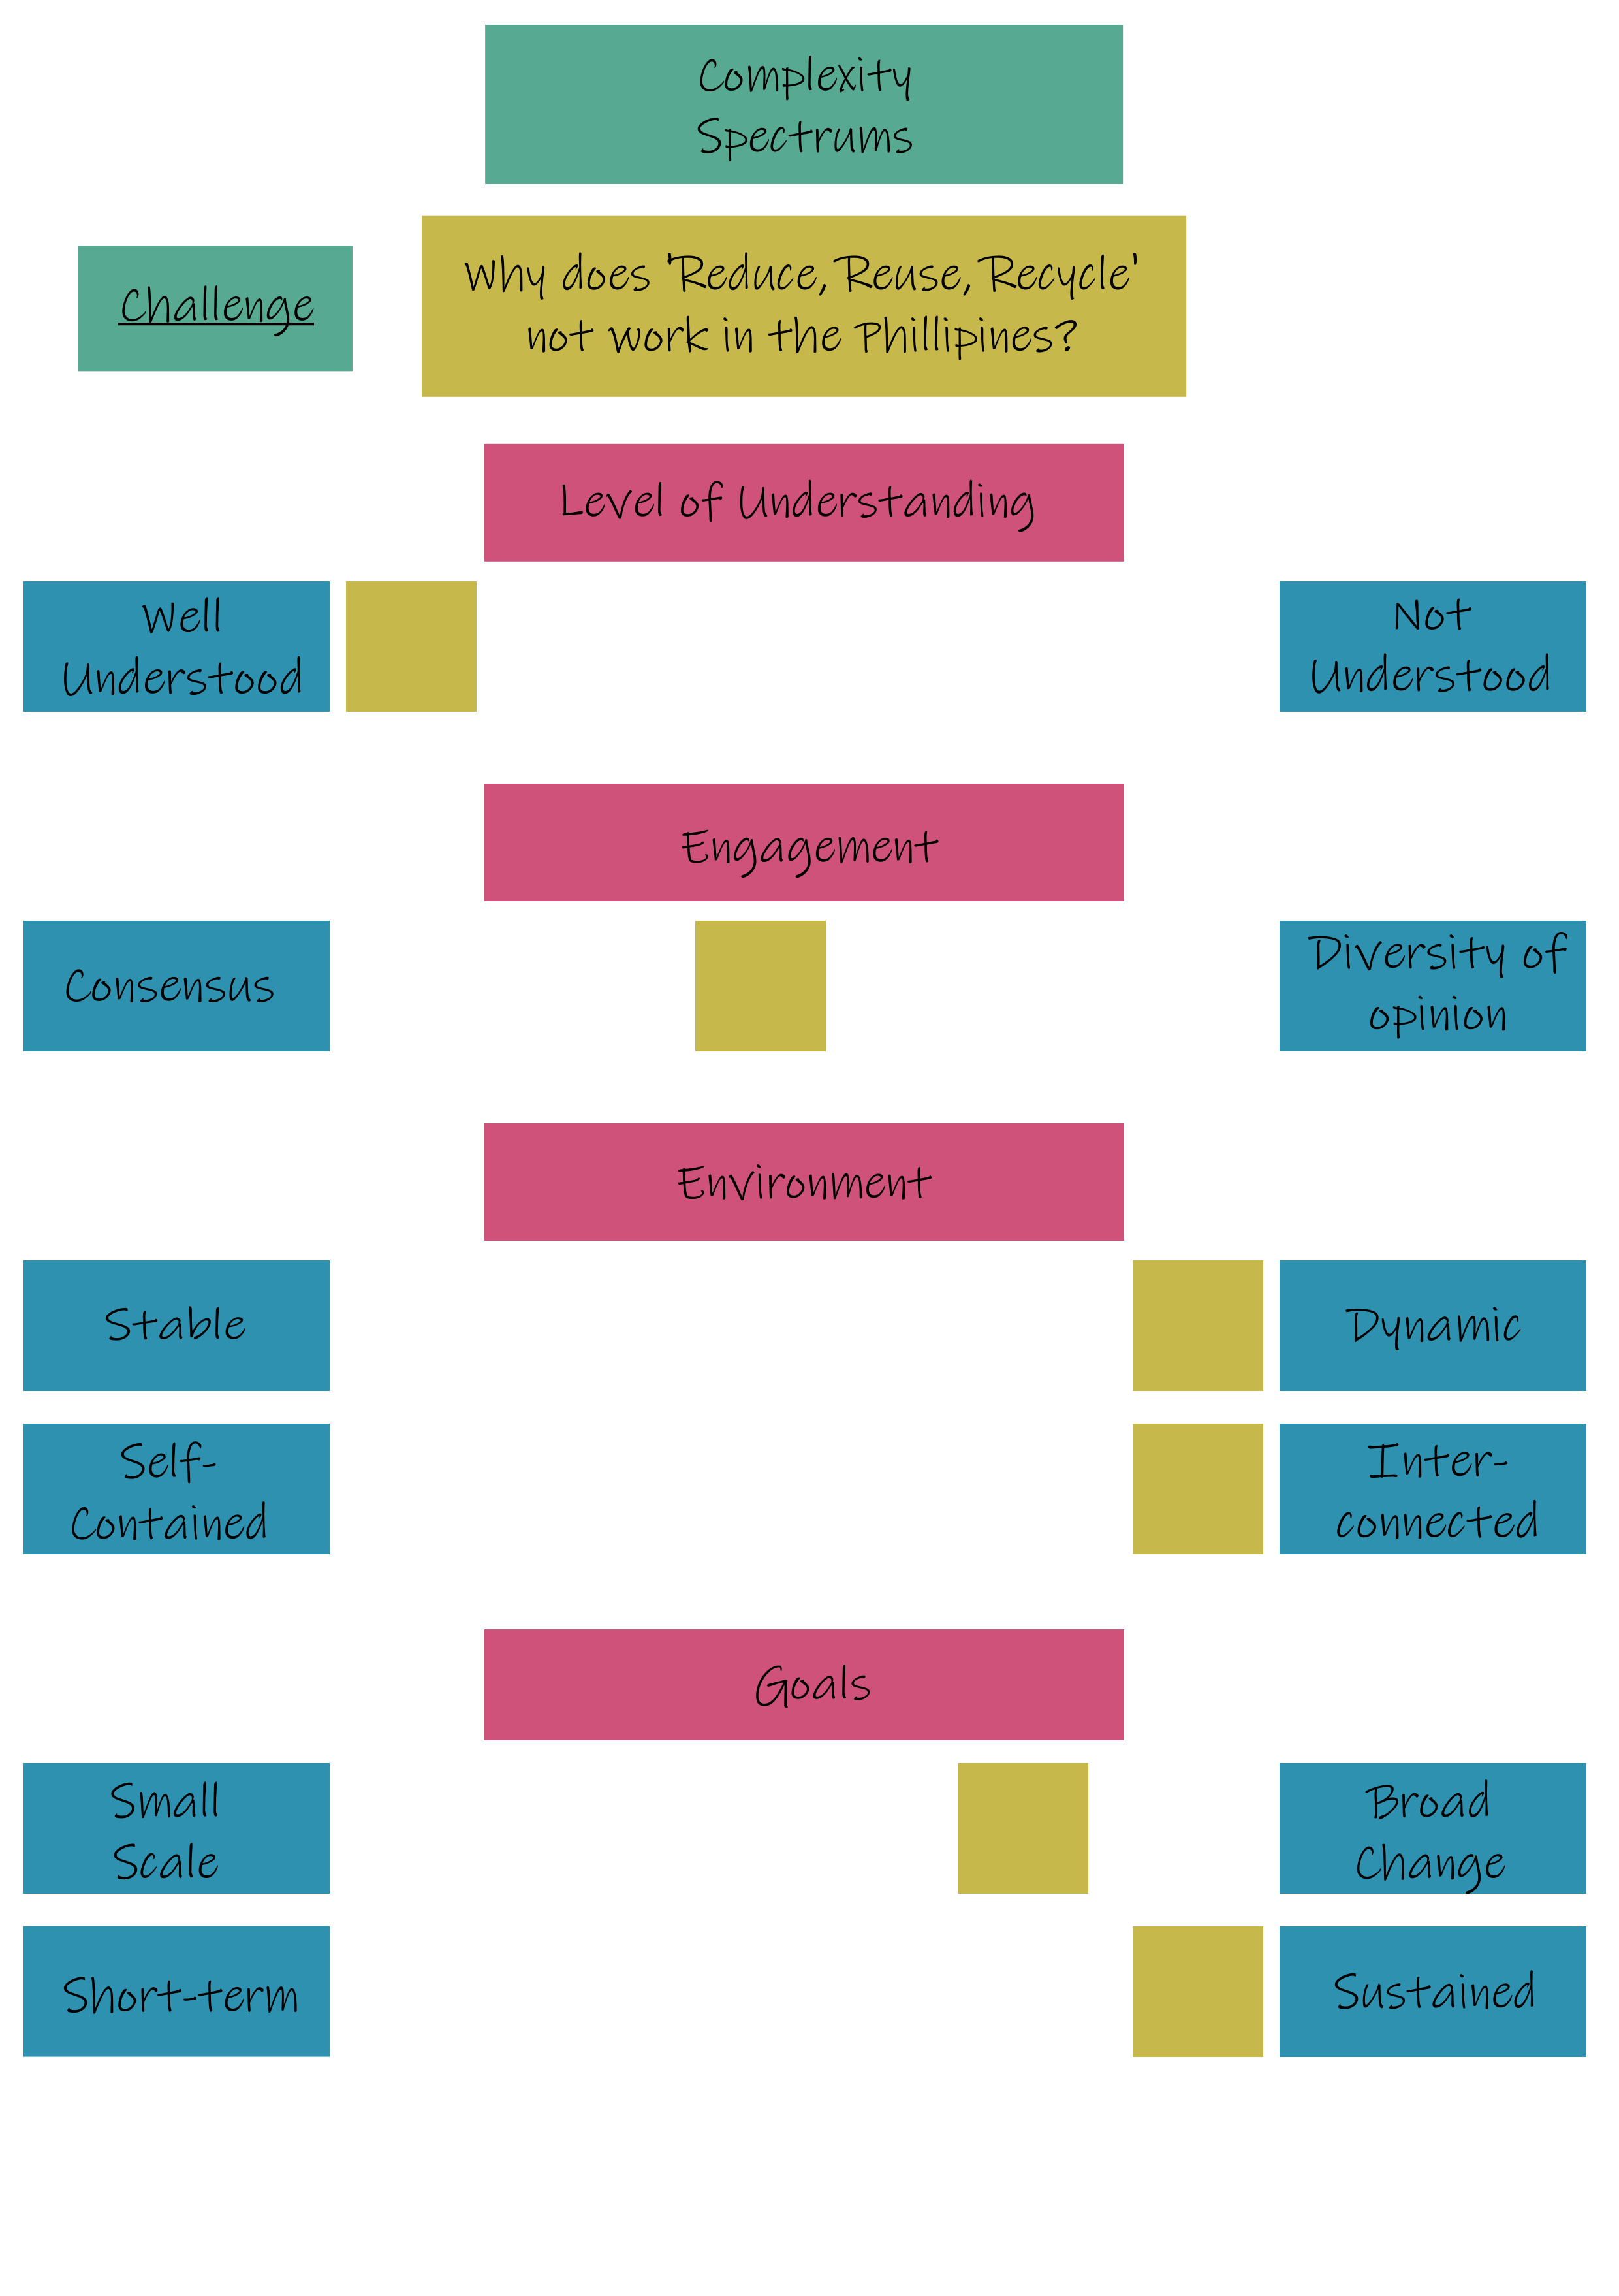 Complexity
Spectrums
Challenge
Why does 'Reduce, Reuse, Recycle'
not work in the Phillipines?
Level of Understanding
Well
Understood
Not
Understood
Engagement
Consensus
Diversity of
opinion
Environment
Stable
Dynamic
Self-
Contained
Inter-
connected
Goals
Small
Scale
Broad
Change
Short-term
Sustained